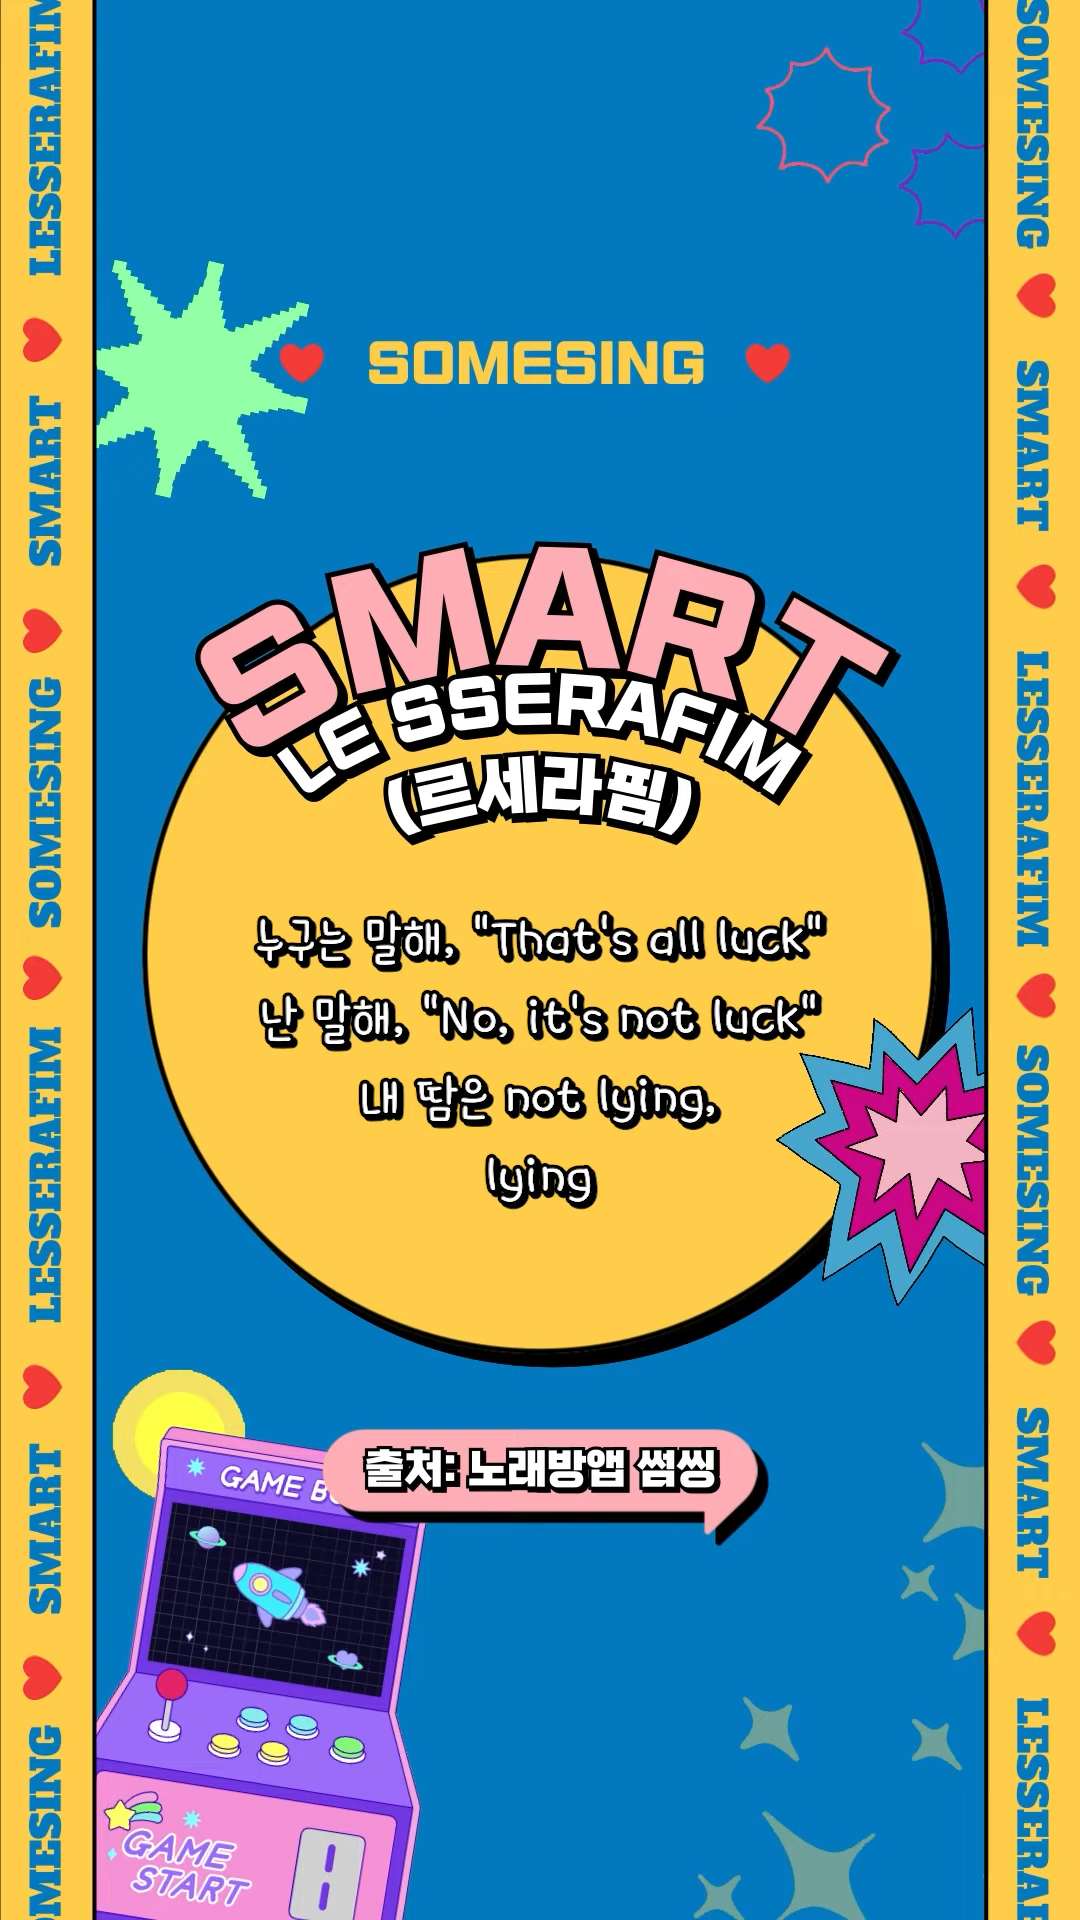 SOMESING
SMART
LE SSERAFIM
(르세라핌)
누구는 말해, "That's all luck"
난 말해, "No, it's not luck"
내 땀은 not lying,
lying
출처: 노래방앱 썸씽
GAME
GAME
START
LESSERAFIM
SMART
SOMESING
LESSERAFIM
SMART
SOMESING
SMART
LESSERAFIM
SOMESING
SMART